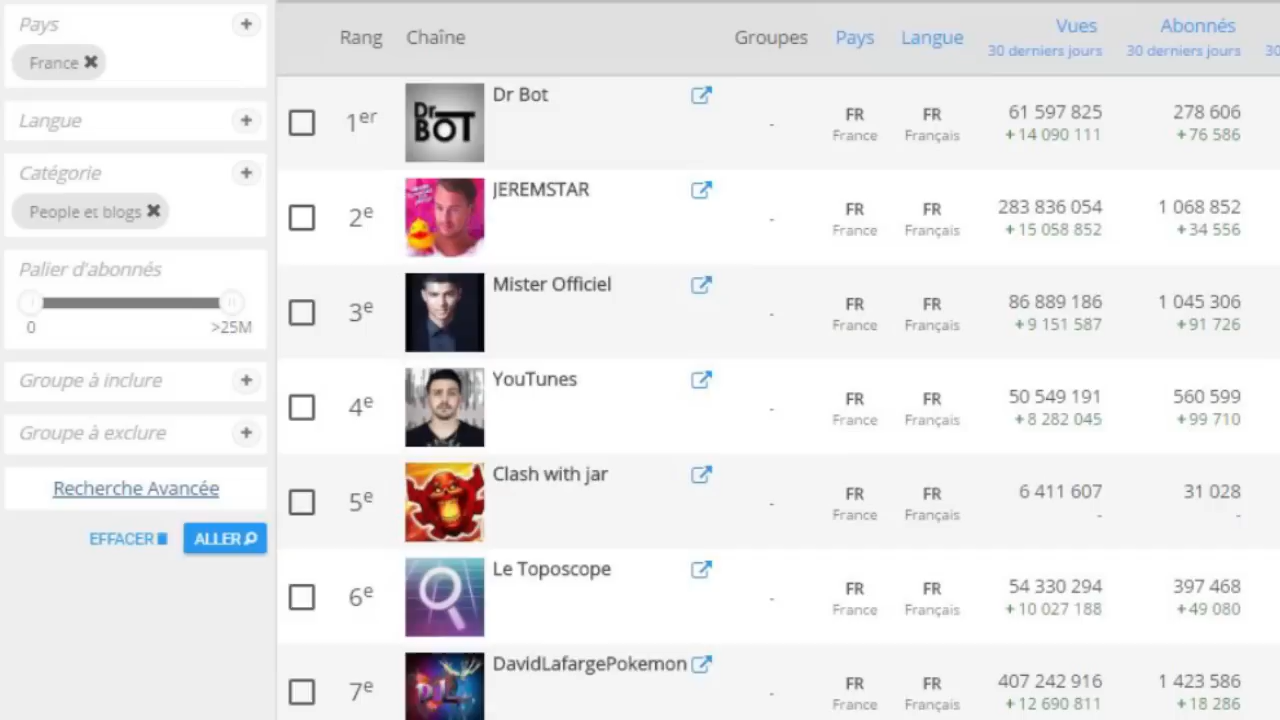 Pays +
France ✖
Langue +
Catégorie +
People et blogs ✖
Palier d'abonnés
0 >25M
Groupe à inclure +
Groupe à exclure +
Recherche Avancée
EFFACER ALLER
Rang Chaîne Groupes Pays Langue Vues Abonnés
30 derniers jours 30 derniers jours 30
1er Dr BOT Dr Bot - FR FR 61 597 825 278 606
France Français +14 090 111 +76 586
2e JEREMSTAR - FR FR 283 836 054 1 068 852
France Français +15 058 852 +34 556
3e Mister Officiel - FR FR 86 889 186 1 045 306
France Français +9 151 587 +91 726
4e YouTunes - FR FR 50 549 191 560 599
France Français +8 282 045 +99 710
5e Clash with jar - FR FR 6 411 607 31 028
France Français - -
6e Le Toposcope - FR FR 54 330 294 397 468
France Français +10 027 188 +49 080
7e DavidLafargePokemon - FR FR 407 242 916 1 423 586
France Français +12 690 811 +18 286